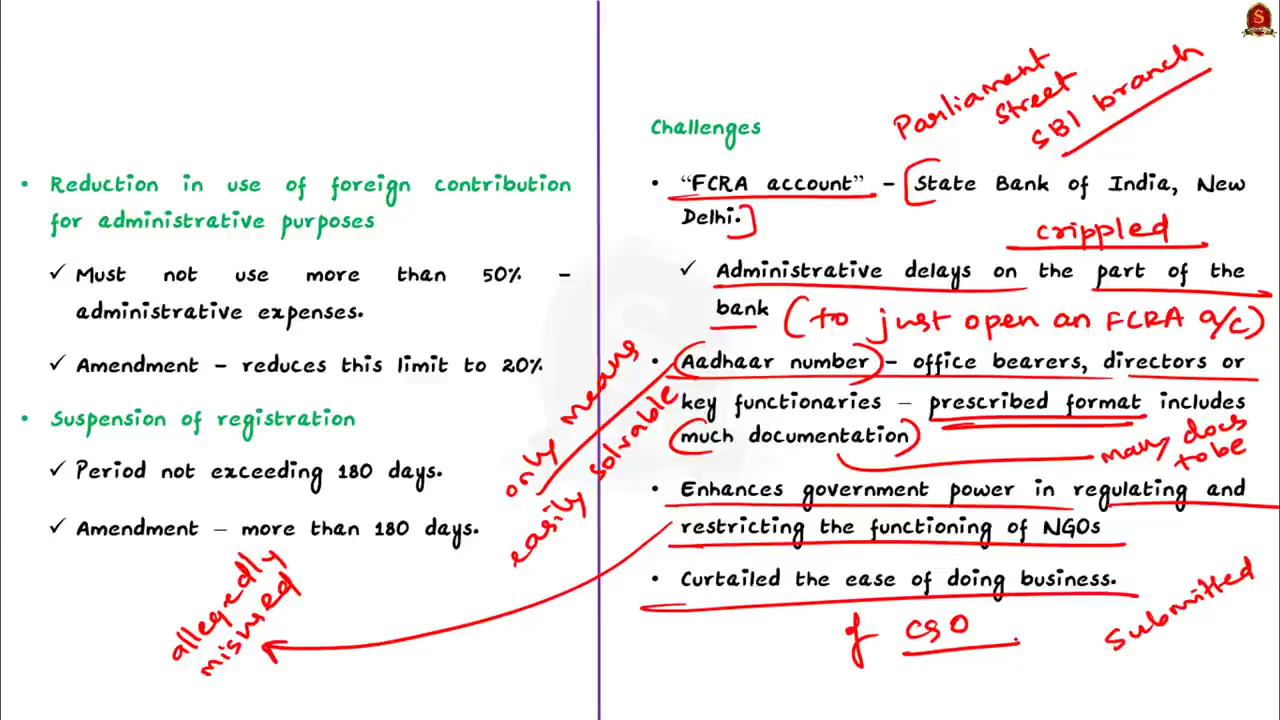 • Reduction in use of foreign contribution
for administrative purposes
✓ Must not use more than 50% –
administrative expenses.
✓ Amendment – reduces this limit to 20%
• Suspension of registration
✓ Period not exceeding 180 days.
✓ Amendment – more than 180 days.
allegedly
misused
only means
easily solvable
Parliament
Street
SBI branch
Challenges
• “FCRA account” – State Bank of India, New
Delhi.
crippled
✓ Administrative delays on the part of the
bank (to just open an FCRA a/c)
• Aadhaar number – office bearers, directors or
key functionaries – prescribed format includes
much documentation
many docs
to be
• Enhances government power in regulating and
restricting the functioning of NGOs
• Curtailed the ease of doing business.
of CSO
submitted